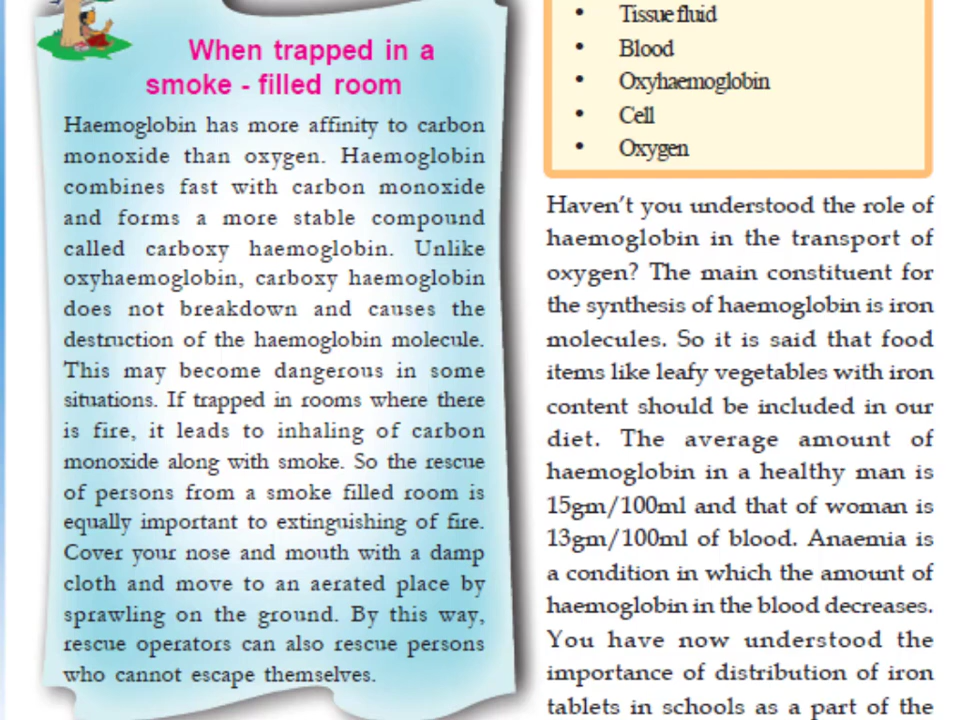 When trapped in a
smoke - filled room
Haemoglobin has more affinity to carbon
monoxide than oxygen. Haemoglobin
combines fast with carbon monoxide
and forms a more stable compound
called carboxy haemoglobin. Unlike
oxyhaemoglobin, carboxy haemoglobin
does not breakdown and causes the
destruction of the haemoglobin molecule.
This may become dangerous in some
situations. If trapped in rooms where there
is fire, it leads to inhaling of carbon
monoxide along with smoke. So the rescue
of persons from a smoke filled room is
equally important to extinguishing of fire.
Cover your nose and mouth with a damp
cloth and move to an aerated place by
sprawling on the ground. By this way,
rescue operators can also rescue persons
who cannot escape themselves.
• Tissue fluid
• Blood
• Oxyhaemoglobin
• Cell
• Oxygen
Haven't you understood the role of
haemoglobin in the transport of
oxygen? The main constituent for
the synthesis of haemoglobin is iron
molecules. So it is said that food
items like leafy vegetables with iron
content should be included in our
diet. The average amount of
haemoglobin in a healthy man is
15gm/100ml and that of woman is
13gm/100ml of blood. Anaemia is
a condition in which the amount of
haemoglobin in the blood decreases.
You have now understood the
importance of distribution of iron
tablets in schools as a part of the